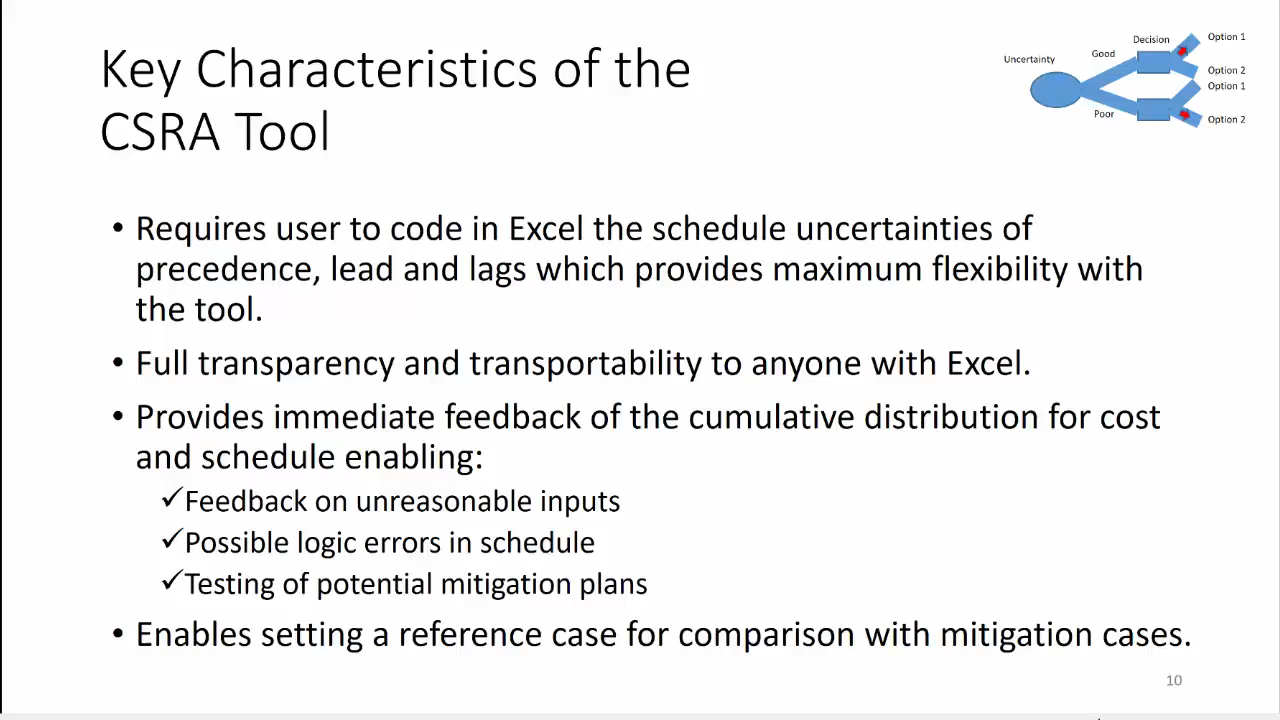 Key Characteristics of the
CSRA Tool
Uncertainty
Good
Poor
Decision
Option 1
Option 2
Option 1
Option 2
• Requires user to code in Excel the schedule uncertainties of
precedence, lead and lags which provides maximum flexibility with
the tool.
• Full transparency and transportability to anyone with Excel.
• Provides immediate feedback of the cumulative distribution for cost
and schedule enabling:
✓Feedback on unreasonable inputs
✓Possible logic errors in schedule
✓Testing of potential mitigation plans
• Enables setting a reference case for comparison with mitigation cases.
10